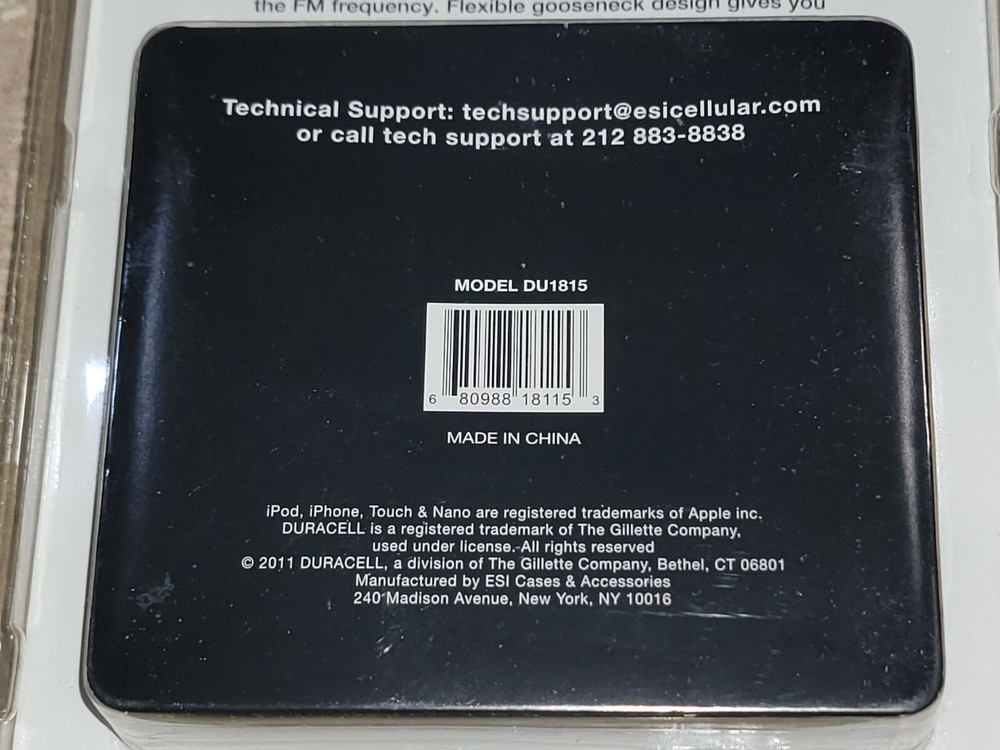 the FM frequency. Flexible gooseneck design gives you
Technical Support: techsupport@esicellular.com
or call tech support at 212 883-8838
MODEL DU1815
6 80988 18115 3
MADE IN CHINA
iPod, iPhone, Touch & Nano are registered trademarks of Apple inc.
DURACELL is a registered trademark of The Gillette Company,
used under license. All rights reserved
© 2011 DURACELL, a division of The Gillette Company, Bethel, CT 06801
Manufactured by ESI Cases & Accessories
240 Madison Avenue, New York, NY 10016